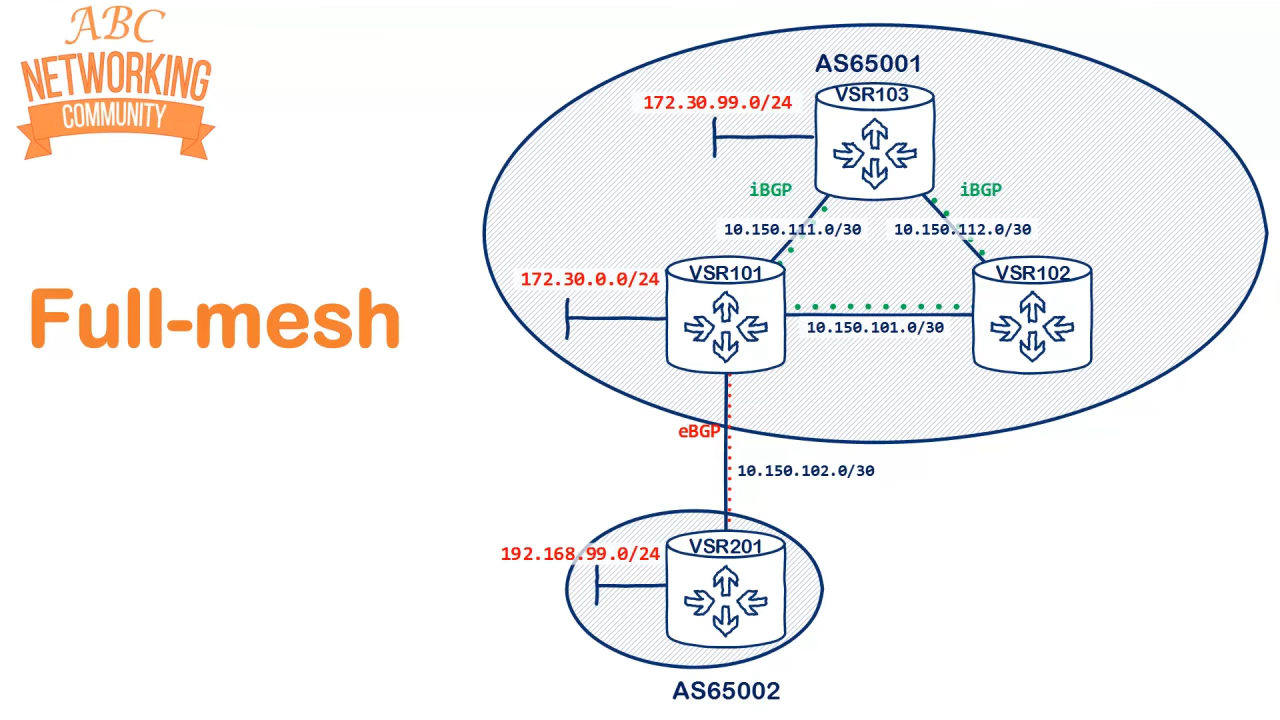 ABC
NETWORKING
COMMUNITY
Full-mesh
AS65001
VSR103
172.30.99.0/24
iBGP
iBGP
10.150.111.0/30
10.150.112.0/30
172.30.0.0/24
VSR101
VSR102
10.150.101.0/30
eBGP
10.150.102.0/30
192.168.99.0/24
VSR201
AS65002